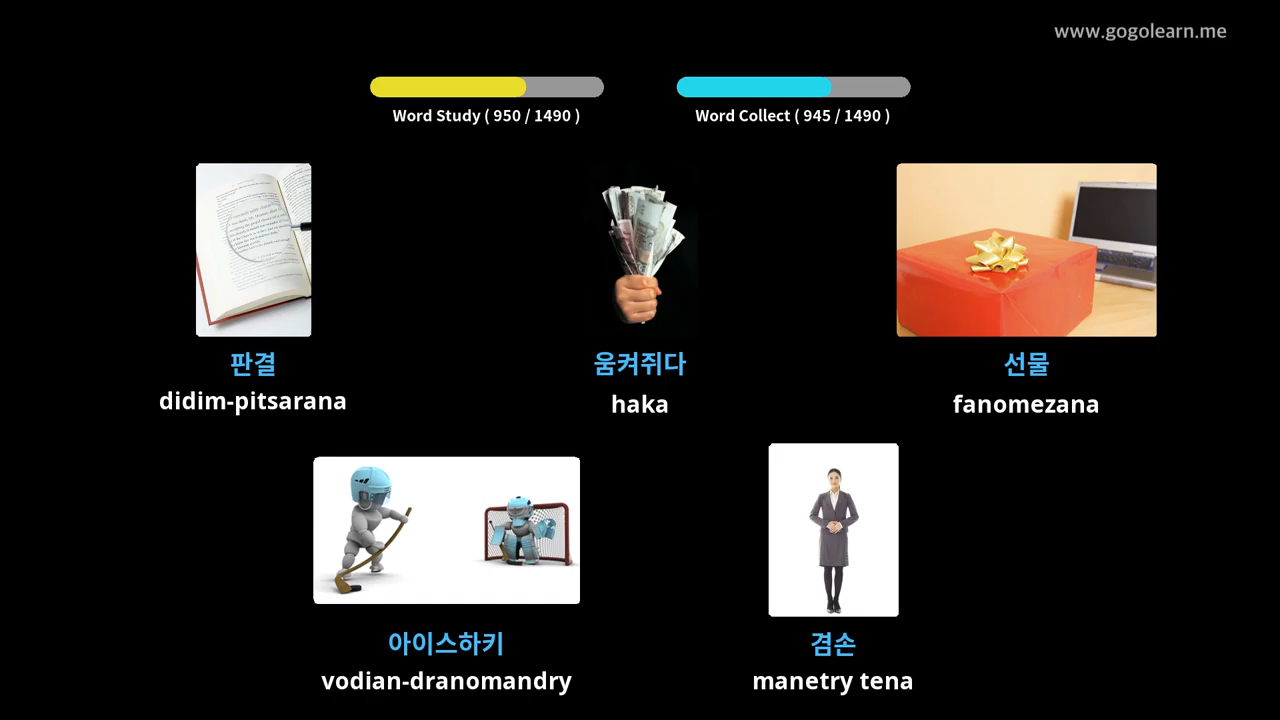 www.gogolearn.me
Word Study ( 950 / 1490 )
Word Collect ( 945 / 1490 )
판결
didim-pitsarana
움켜쥐다
haka
선물
fanomezana
아이스하키
vodian-dranomandry
겸손
manetry tena